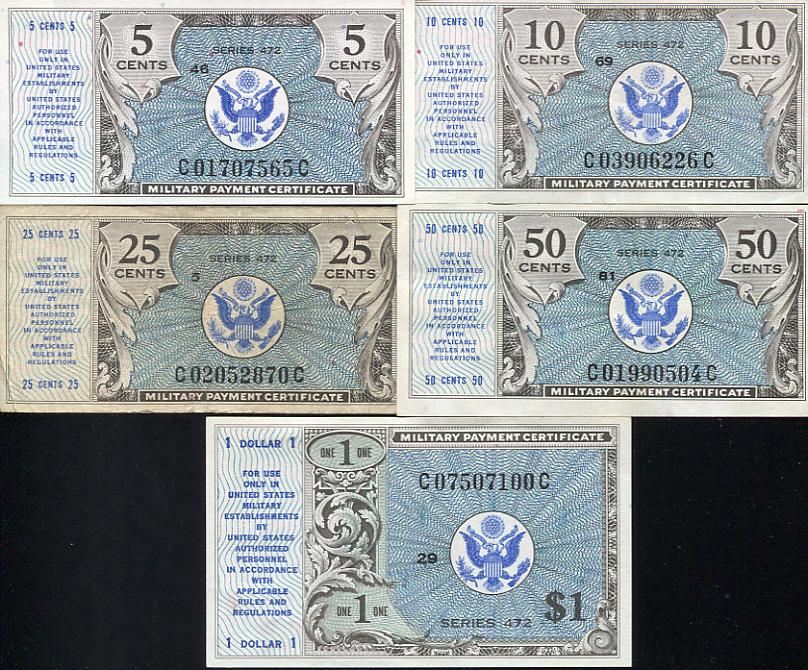 5 CENTS 5
FOR USE
ONLY IN
UNITED STATES
MILITARY
ESTABLISHMENTS
BY
UNITED STATES
AUTHORIZED
PERSONNEL
IN ACCORDANCE
WITH
APPLICABLE
RULES AND
REGULATIONS
5 CENTS 5
5
CENTS
5
CENTS
SERIES 472
46
C01707565C
MILITARY PAYMENT CERTIFICATE
10 CENTS 10
FOR USE
ONLY IN
UNITED STATES
MILITARY
ESTABLISHMENTS
BY
UNITED STATES
AUTHORIZED
PERSONNEL
IN ACCORDANCE
WITH
APPLICABLE
RULES AND
REGULATIONS
10 CENTS 10
10
CENTS
10
CENTS
SERIES 472
69
C03906226C
MILITARY PAYMENT CERTIFICATE
25 CENTS 25
FOR USE
ONLY IN
UNITED STATES
MILITARY
ESTABLISHMENTS
BY
UNITED STATES
AUTHORIZED
PERSONNEL
IN ACCORDANCE
WITH
APPLICABLE
RULES AND
REGULATIONS
25 CENTS 25
25
CENTS
25
CENTS
SERIES 472
C02052870C
MILITARY PAYMENT CERTIFICATE
50 CENTS 50
FOR USE
ONLY IN
UNITED STATES
MILITARY
ESTABLISHMENTS
BY
UNITED STATES
AUTHORIZED
PERSONNEL
IN ACCORDANCE
WITH
APPLICABLE
RULES AND
REGULATIONS
50 CENTS 50
50
CENTS
50
CENTS
SERIES 472
61
C01990504C
MILITARY PAYMENT CERTIFICATE
1 DOLLAR 1
FOR USE
ONLY IN
UNITED STATES
MILITARY
ESTABLISHMENTS
BY
UNITED STATES
AUTHORIZED
PERSONNEL
IN ACCORDANCE
WITH
APPLICABLE
RULES AND
REGULATIONS
1 DOLLAR 1
ONE 1 ONE
ONE 1 ONE
MILITARY PAYMENT CERTIFICATE
C07507100C
29
$1
SERIES 472